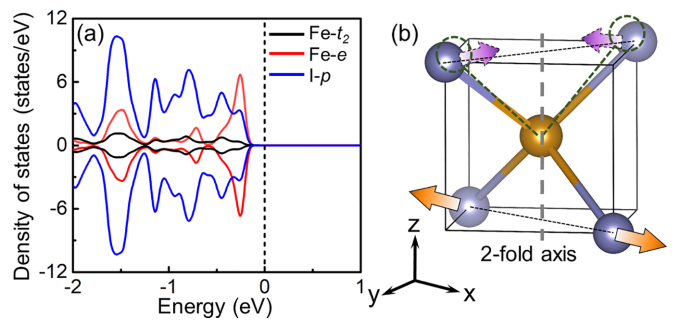 (a)
Fe-t₂
Fe-e
I-p
Density of states (states/eV)
12
6
0
-6
-12
-2
-1
0
1
Energy (eV)
(b)
2-fold axis
z
y
x